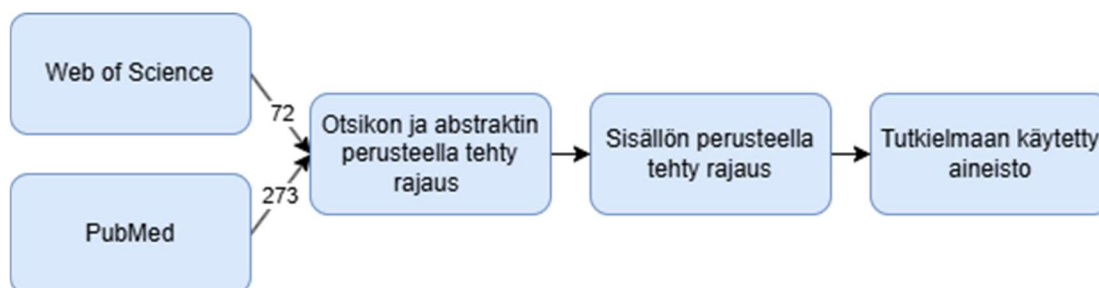 Web of Science
72
273
PubMed
Otsikon ja abstraktin
perusteella tehty
rajaus
Sisällön perusteella
tehty rajaus
Tutkielmaan käytetty
aineisto